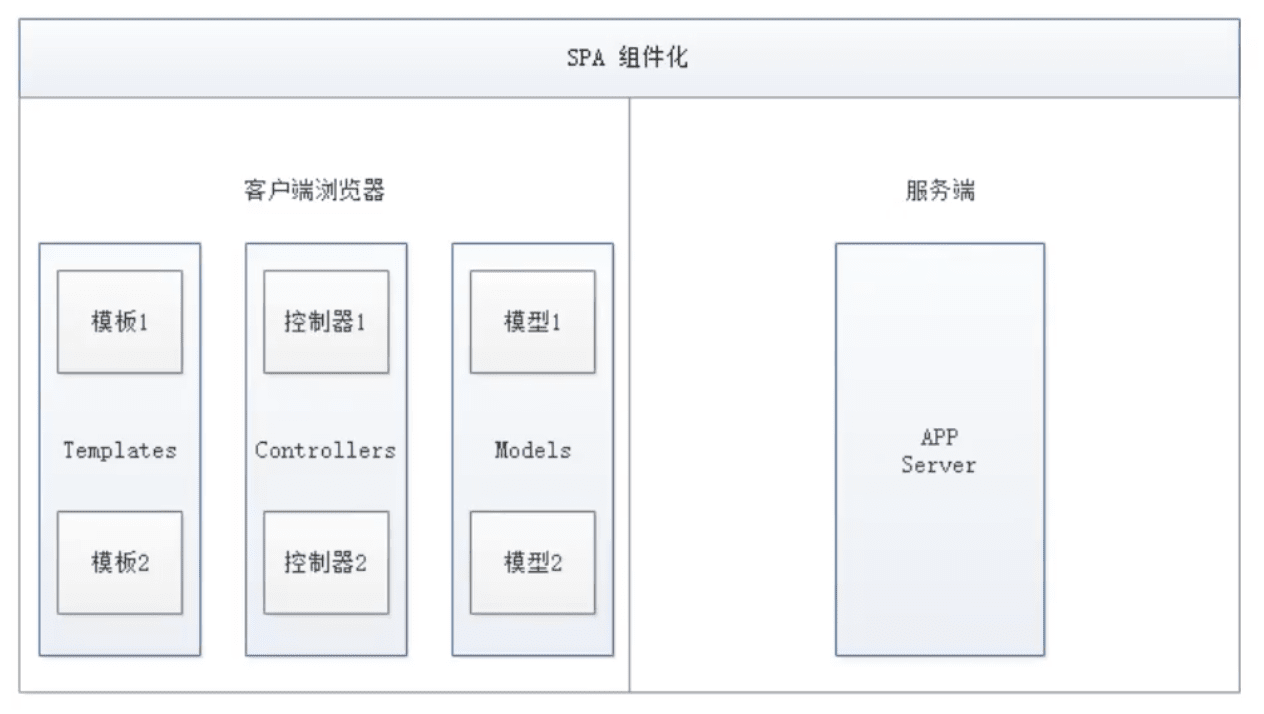 SPA 组件化
客户端浏览器
服务端
模板1
控制器1
模型1
Templates
Controllers
Models
APP
Server
模板2
控制器2
模型2